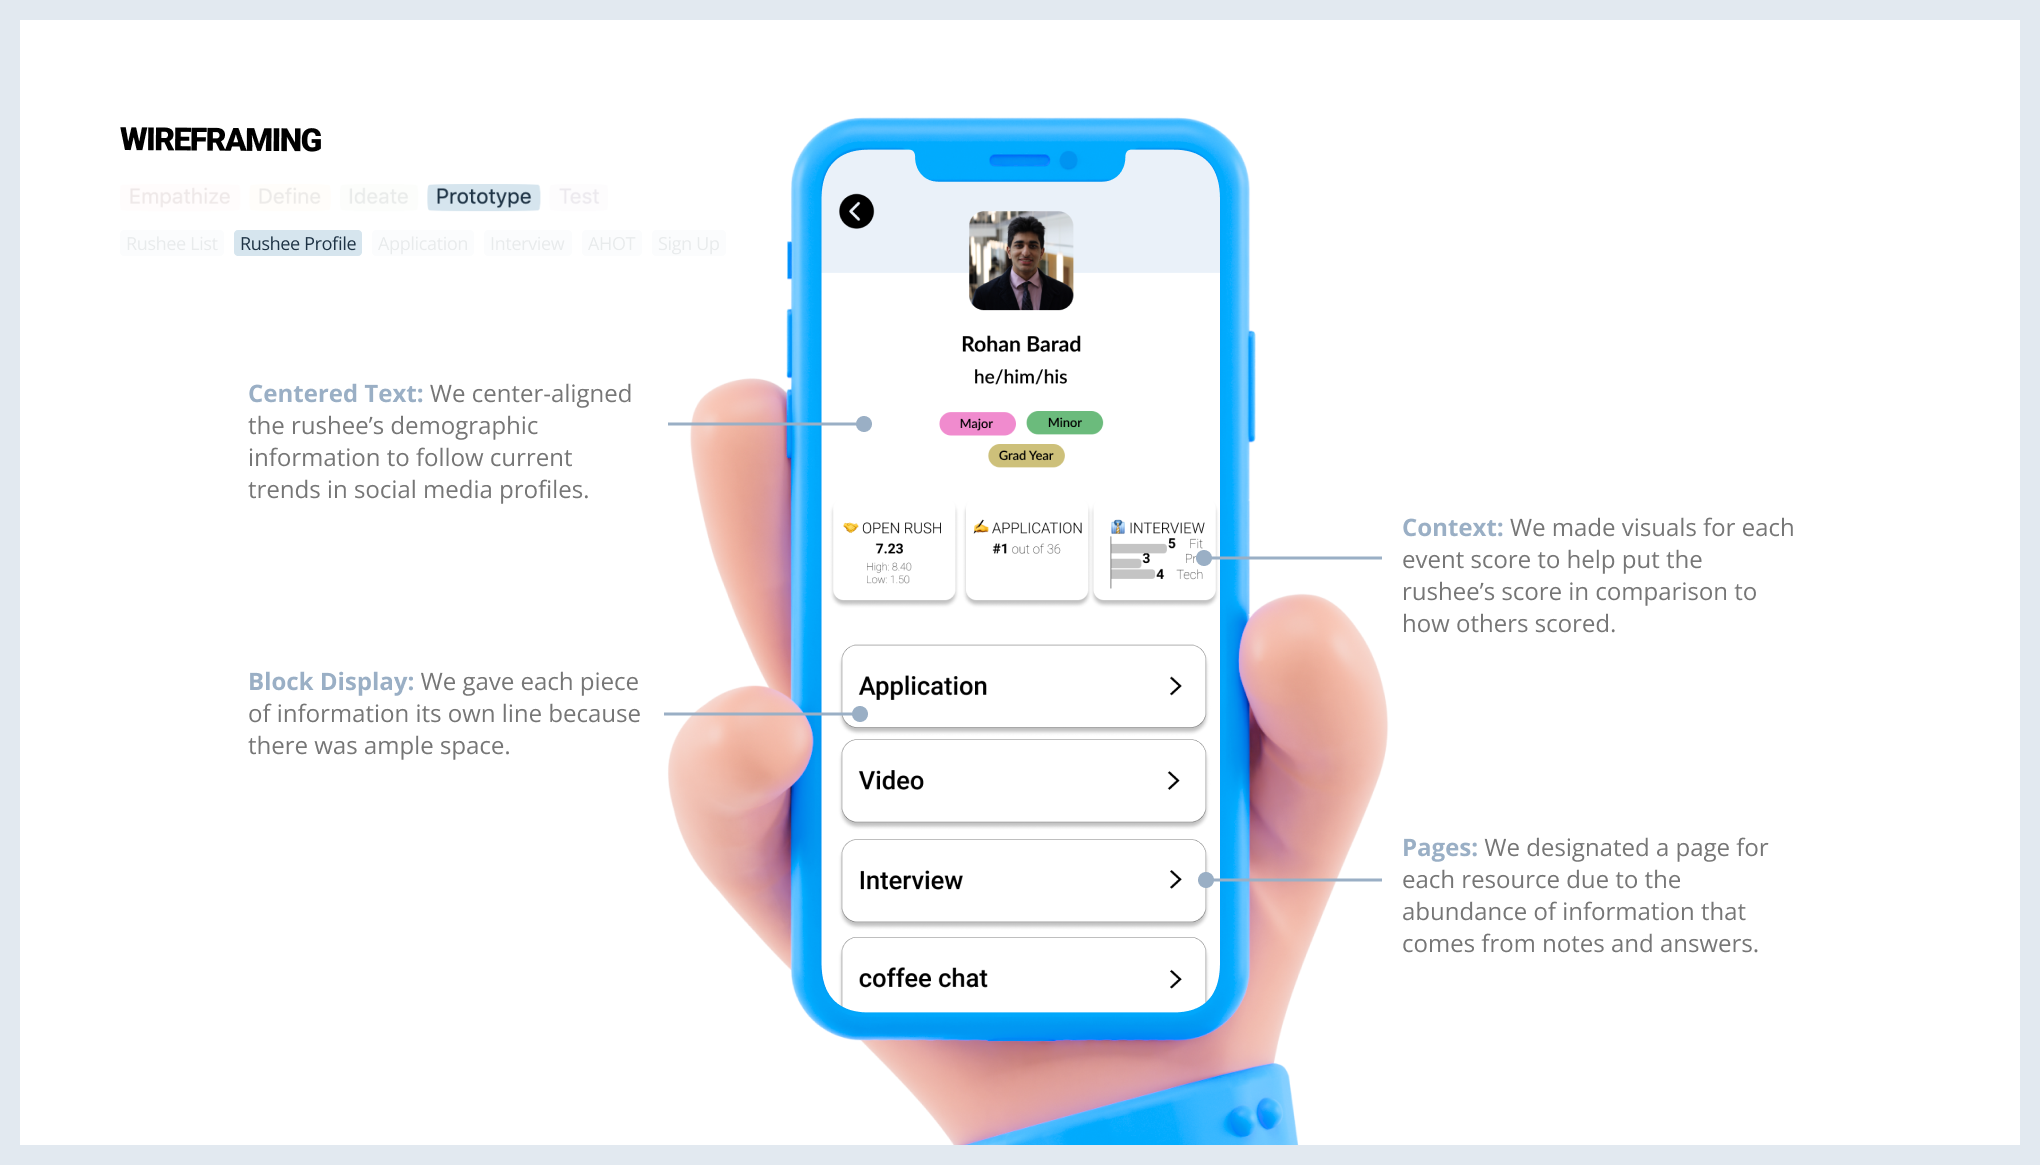 WIREFRAMING
Empathize Define Ideate Prototype Test
Rushee List Rushee Profile Application Interview AHOT Sign Up
Centered Text: We center-aligned
the rushee’s demographic
information to follow current
trends in social media profiles.
Block Display: We gave each piece
of information its own line because
there was ample space.
Rohan Barad
he/him/his
Major Minor
Grad Year
OPEN RUSH
7.23
High: 8.40
Low: 1.50
APPLICATION
#1 out of 36
INTERVIEW
5 Fit
3
4 Tech
Application
Video
Interview
coffee chat
Context: We made visuals for each
event score to help put the
rushee’s score in comparison to
how others scored.
Pages: We designated a page for
each resource due to the
abundance of information that
comes from notes and answers.